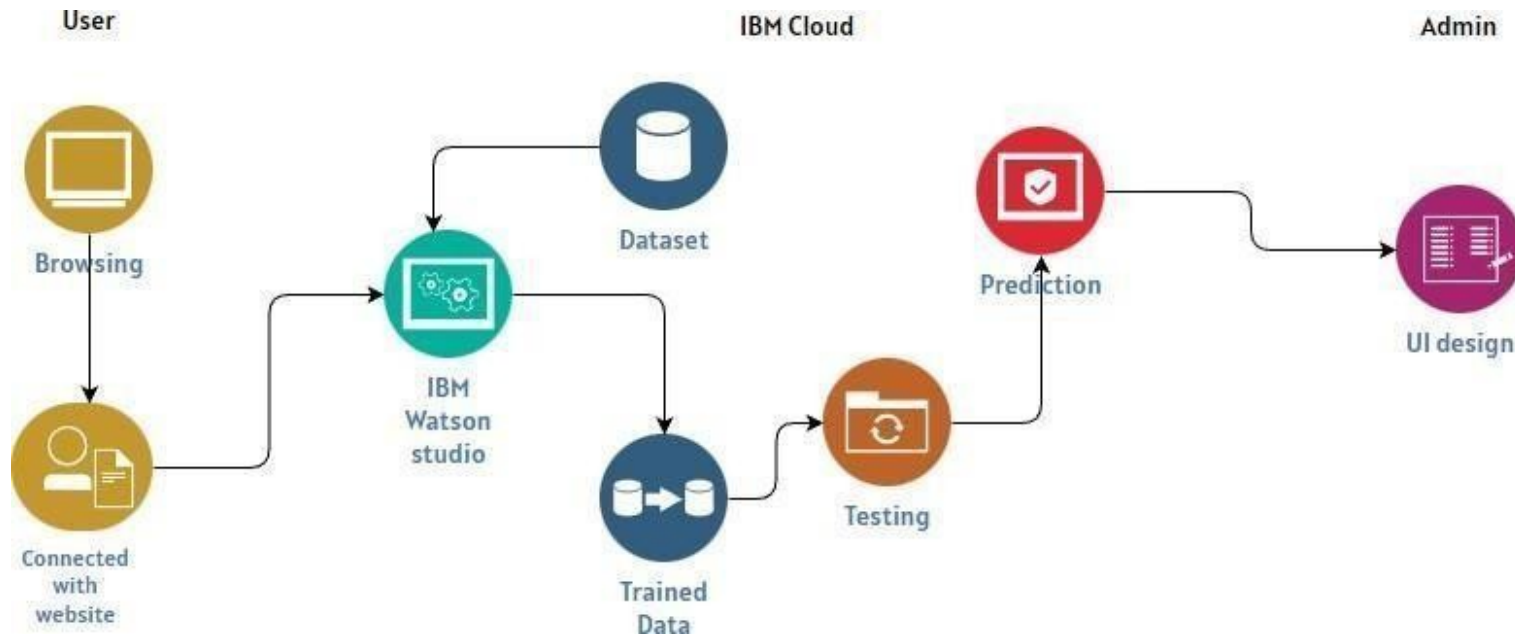 User
IBM Cloud
Admin
Browsing
Dataset
Prediction
UI design
IBM
Watson
studio
Testing
Connected
with
website
Trained
Data